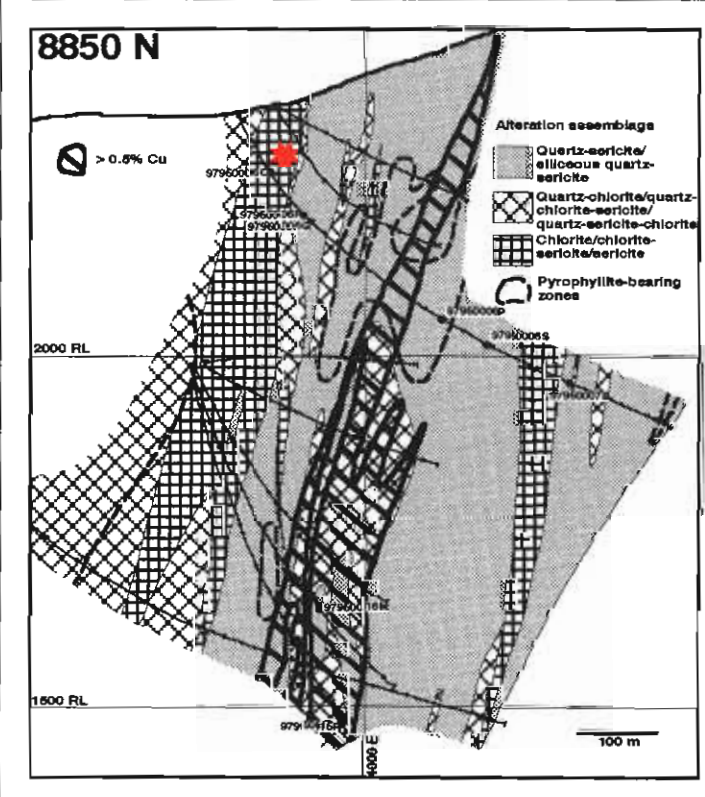 8850 N
> 0.5% Cu
Alteration assemblage
Quartz-sericite/
siliceous quartz-
sericite
Quartz-chlorite/quartz-
chlorite-sericite/
quartz-sericite-chlorite
Chlorite/chlorite-
sericite/sericite
Pyrophyllite-bearing
zones
2000 RL
1500 RL
4000 E
100 m